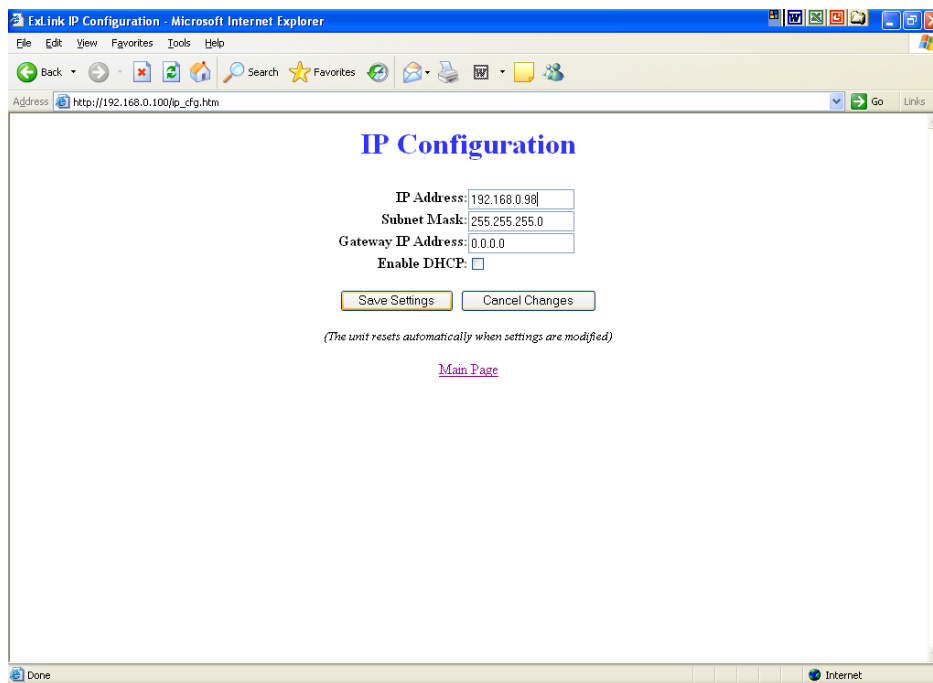 ExLink IP Configuration - Microsoft Internet Explorer
File Edit View Favorites Tools Help
Back Search Favorites
Address http://192.168.0.100/ip_cfg.htm Go Links
IP Configuration
IP Address: 192.168.0.98
Subnet Mask: 255.255.255.0
Gateway IP Address: 0.0.0.0
Enable DHCP:
Save Settings Cancel Changes
(The unit resets automatically when settings are modified)
Main Page
Done Internet